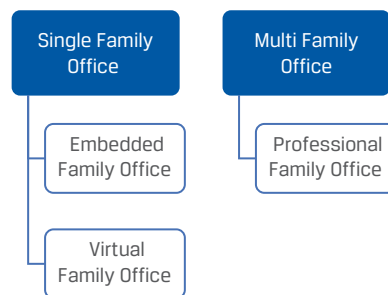 Single Family
Office
Multi Family
Office
Embedded
Family Office
Professional
Family Office
Virtual
Family Office